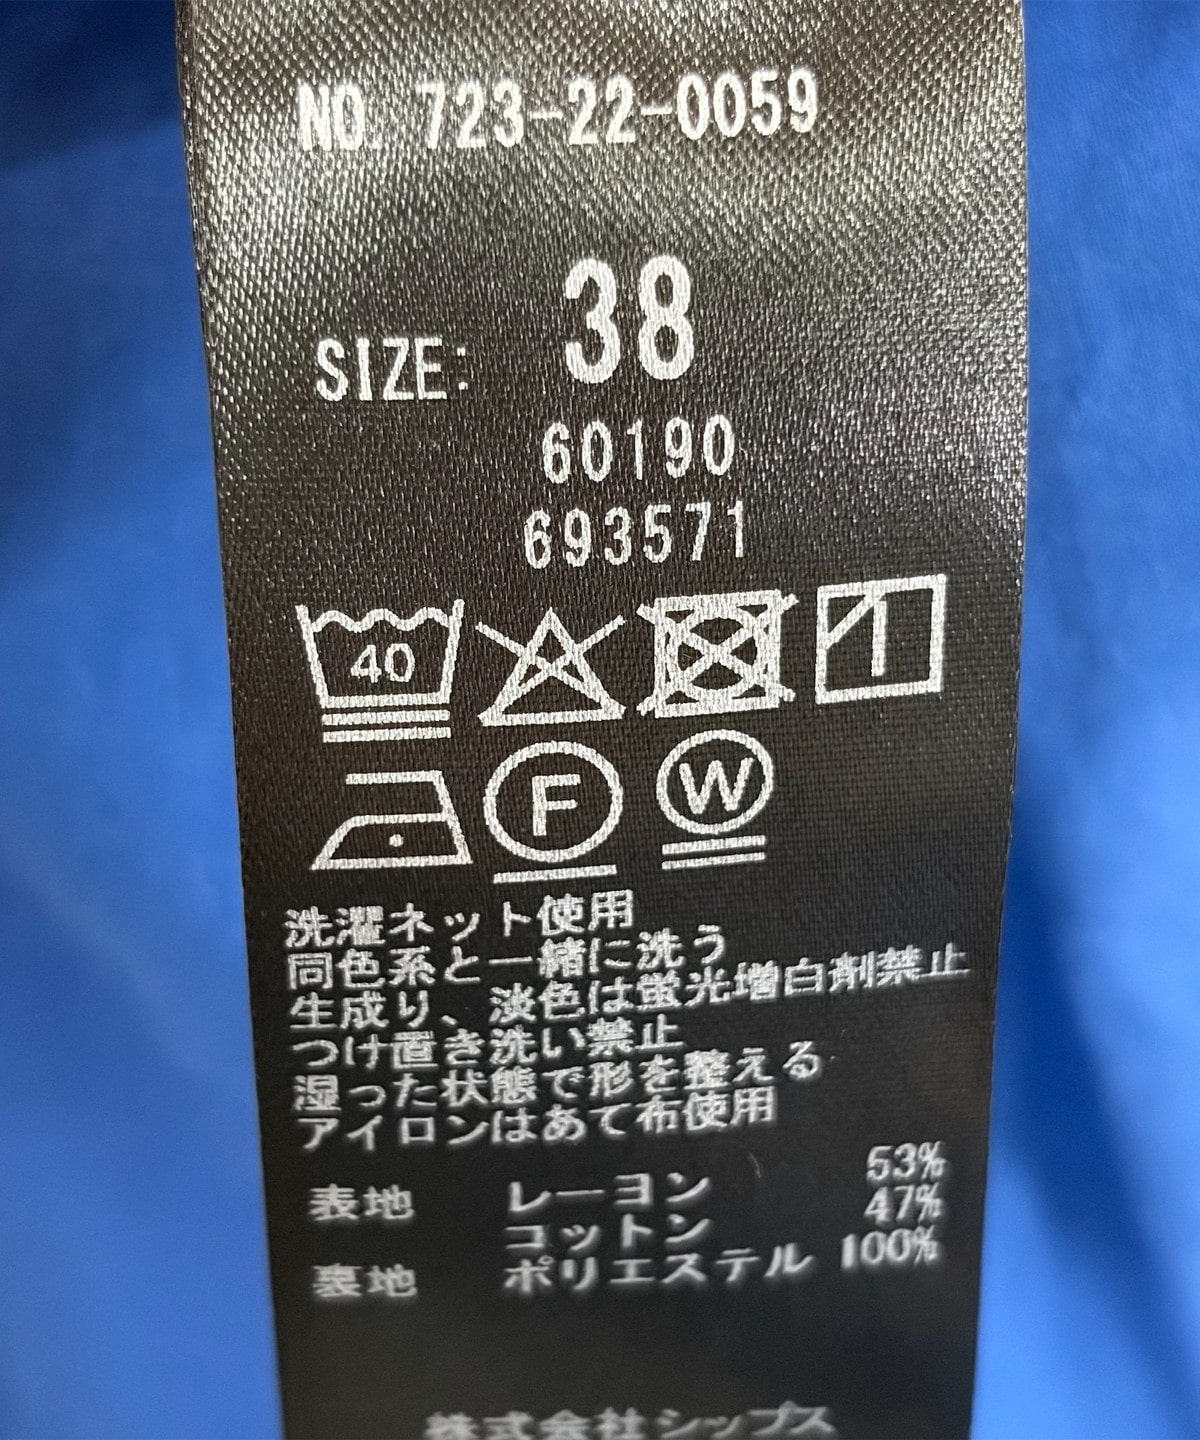 NO. 723-22-0059
SIZE: 38
60190
693571
40
F W
洗濯ネット使用
同色系と一緒に洗う
生成り、淡色は蛍光増白剤禁止
つけ置き洗い禁止
湿った状態で形を整える
アイロンはあて布使用
表地 レーヨン 53%
コットン 47%
裏地 ポリエステル 100%
株式会社シップス